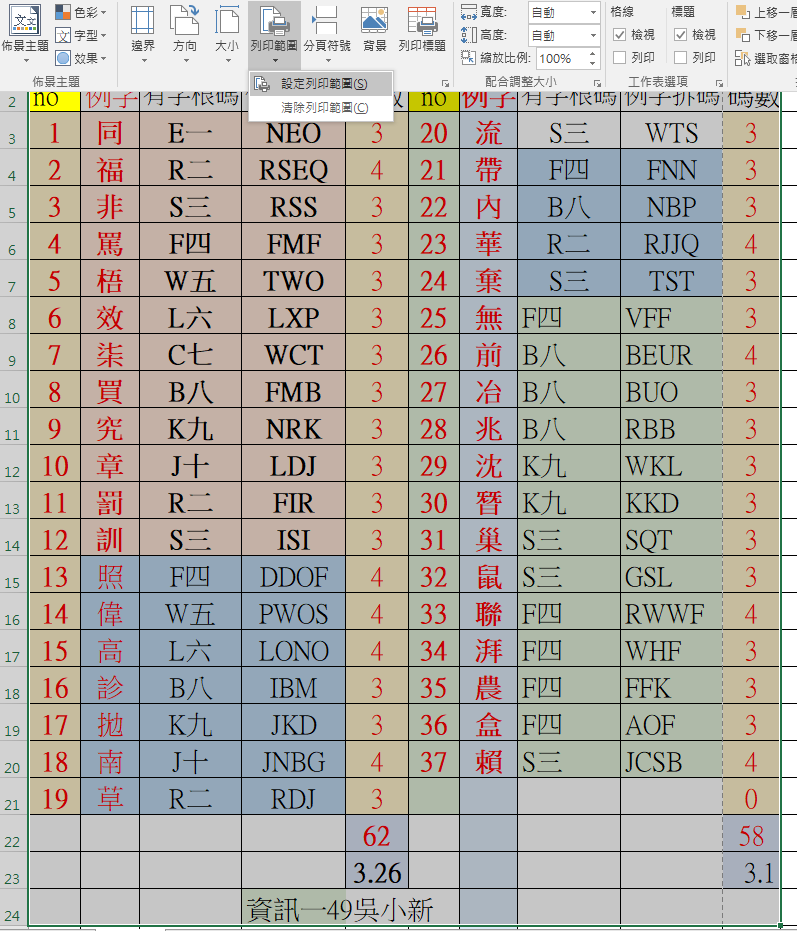 色彩 寬度: 自動 格線 標題 上移一層
佈景主題 文字 邊界 方向 大小 列印範圍 分頁符號 背景 列印標題 高度: 自動 檢視 檢視 下移一層
效果 縮放比例: 100% 列印 列印 選取窗格
佈景主題 設定列印範圍(S) 配合調整大小 工作表選項
清除列印範圍(C)
2 no 例字 有字根碼 數 no 例字 有字根碼 例字拆碼 碼數
3 1 同 E一 NEO 3 20 流 S三 WTS 3
4 2 福 R二 RSEQ 4 21 帶 F四 FNN 3
5 3 非 S三 RSS 3 22 內 B八 NBP 3
6 4 罵 F四 FMF 3 23 華 R二 RJJQ 4
7 5 梧 W五 TWO 3 24 棄 S三 TST 3
8 6 效 L六 LXP 3 25 無 F四 VFF 3
9 7 柒 C七 WCT 3 26 前 B八 BEUR 4
10 8 買 B八 FMB 3 27 冶 B八 BUO 3
11 9 究 K九 NRK 3 28 兆 B八 RBB 3
12 10 章 J十 LDJ 3 29 沈 K九 WKL 3
13 11 罰 R二 FIR 3 30 簪 K九 KKD 3
14 12 訓 S三 ISI 3 31 巢 S三 SQT 3
15 13 照 F四 DDOF 4 32 鼠 S三 GSL 3
16 14 偉 W五 PWOS 4 33 聯 F四 RWWF 4
17 15 高 L六 LONO 4 34 湃 F四 WHF 3
18 16 診 B八 IBM 3 35 農 F四 FFK 3
19 17 拋 K九 JKD 3 36 盒 F四 AOF 3
20 18 南 J十 JNBG 4 37 賴 S三 JCSB 4
21 19 草 R二 RDJ 3 0
22 62 58
23 3.26 3.1
24 資訊一49吳小新